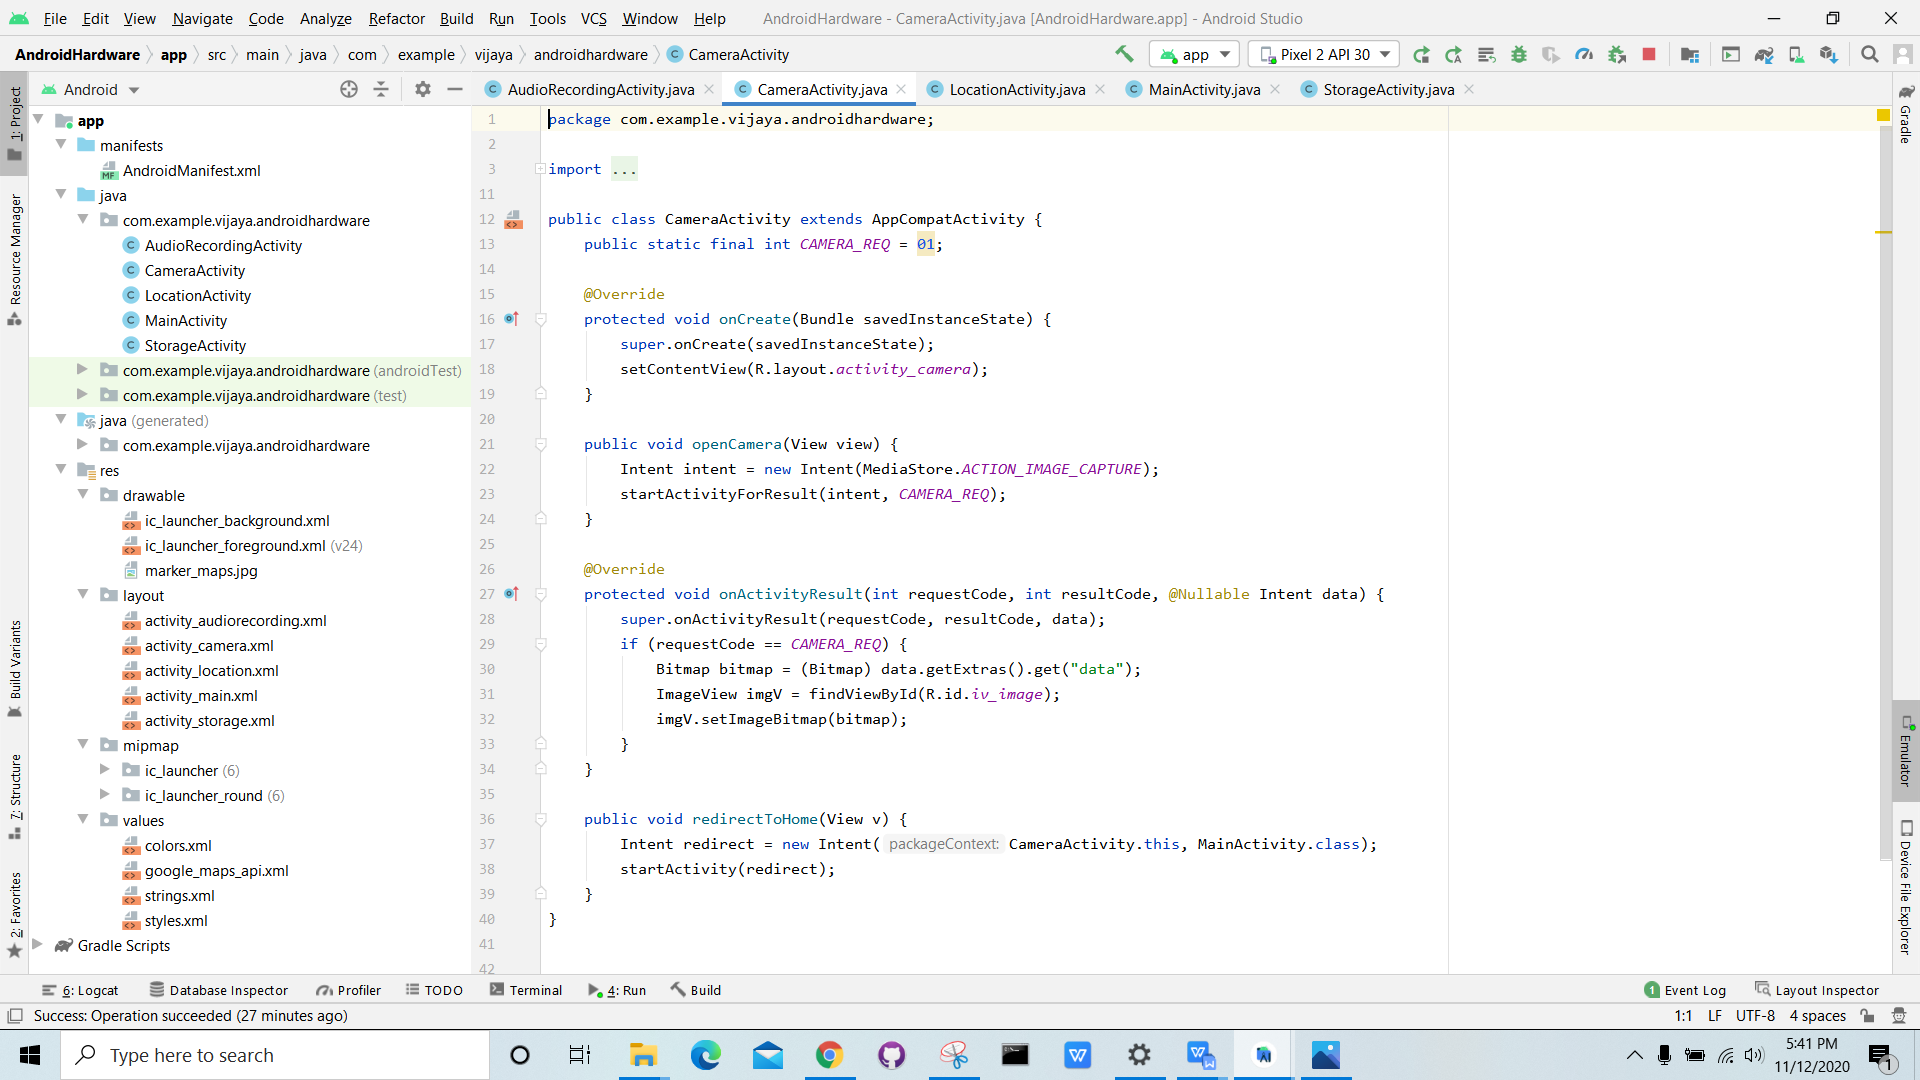 File Edit View Navigate Code Analyze Refactor Build Run Tools VCS Window Help AndroidHardware - CameraActivity.java [AndroidHardware.app] - Android Studio
AndroidHardware app src main java com example vijaya androidhardware CameraActivity app Pixel 2 API 30
Android
AudioRecordingActivity.java CameraActivity.java LocationActivity.java MainActivity.java StorageActivity.java
1: Project
Resource Manager
Build Variants
7: Structure
2: Favorites
app
manifests
AndroidManifest.xml
java
com.example.vijaya.androidhardware
AudioRecordingActivity
CameraActivity
LocationActivity
MainActivity
StorageActivity
com.example.vijaya.androidhardware (androidTest)
com.example.vijaya.androidhardware (test)
java (generated)
com.example.vijaya.androidhardware
res
drawable
ic_launcher_background.xml
ic_launcher_foreground.xml (v24)
marker_maps.jpg
layout
activity_audiorecording.xml
activity_camera.xml
activity_location.xml
activity_main.xml
activity_storage.xml
mipmap
ic_launcher (6)
ic_launcher_round (6)
values
colors.xml
google_maps_api.xml
strings.xml
styles.xml
Gradle Scripts
1 package com.example.vijaya.androidhardware;
2
3 import ...
11
12 public class CameraActivity extends AppCompatActivity {
13 public static final int CAMERA_REQ = 01;
14
15 @Override
16 protected void onCreate(Bundle savedInstanceState) {
17 super.onCreate(savedInstanceState);
18 setContentView(R.layout.activity_camera);
19 }
20
21 public void openCamera(View view) {
22 Intent intent = new Intent(MediaStore.ACTION_IMAGE_CAPTURE);
23 startActivityForResult(intent, CAMERA_REQ);
24 }
25
26 @Override
27 protected void onActivityResult(int requestCode, int resultCode, @Nullable Intent data) {
28 super.onActivityResult(requestCode, resultCode, data);
29 if (requestCode == CAMERA_REQ) {
30 Bitmap bitmap = (Bitmap) data.getExtras().get("data");
31 ImageView imgV = findViewById(R.id.iv_image);
32 imgV.setImageBitmap(bitmap);
33 }
34 }
35
36 public void redirectToHome(View v) {
37 Intent redirect = new Intent( packageContext: CameraActivity.this, MainActivity.class);
38 startActivity(redirect);
39 }
40 }
41
42
Gradle
Emulator
Device File Explorer
6: Logcat Database Inspector Profiler TODO Terminal 4: Run Build 1 Event Log Layout Inspector
Success: Operation succeeded (27 minutes ago) 1:1 LF UTF-8 4 spaces
Type here to search
5:41 PM
11/12/2020
1